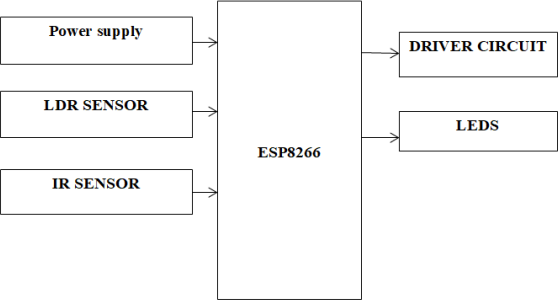 Power supply
LDR SENSOR
IR SENSOR
ESP8266
DRIVER CIRCUIT
LEDS